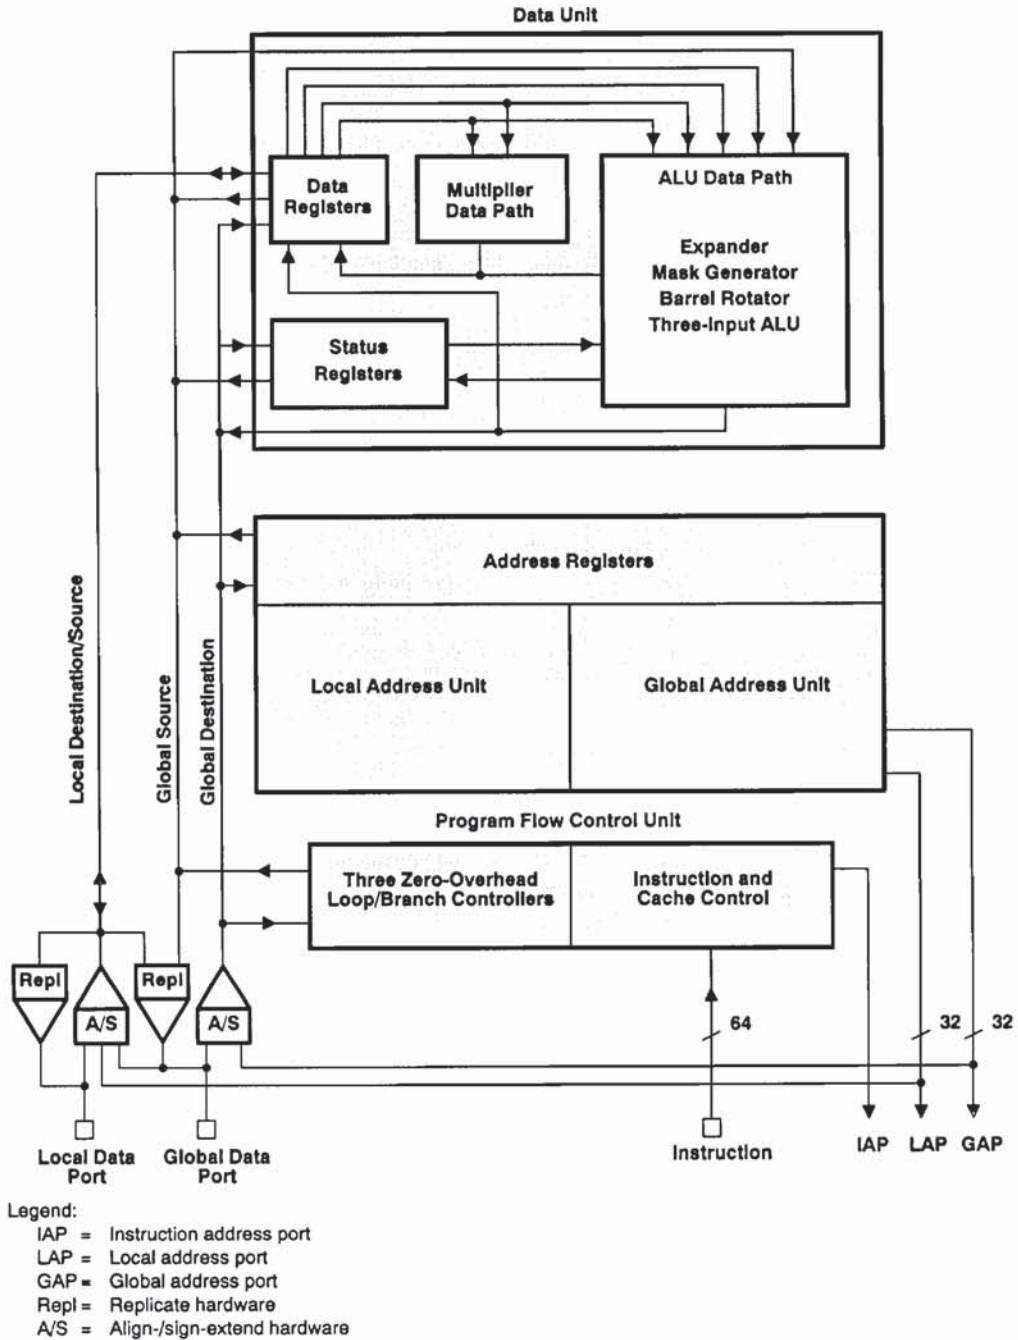 Data Unit
Data
Registers
Multiplier
Data Path
ALU Data Path
Expander
Mask Generator
Barrel Rotator
Three-Input ALU
Status
Registers
Local Destination/Source
Global Source
Global Destination
Address Registers
Local Address Unit
Global Address Unit
Program Flow Control Unit
Three Zero-Overhead
Loop/Branch Controllers
Instruction and
Cache Control
Repl
A/S
Repl
A/S
64
32
32
Local Data
Port
Global Data
Port
Instruction
IAP
LAP
GAP
Legend:
IAP = Instruction address port
LAP = Local address port
GAP = Global address port
Repl = Replicate hardware
A/S = Align-/sign-extend hardware